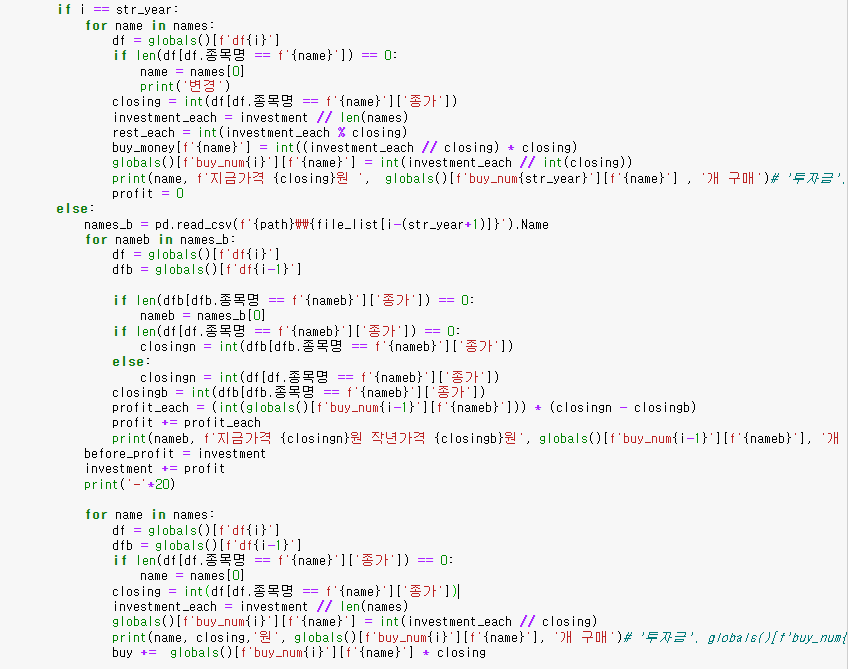 if i == str_year:
for name in names:
df = globals()[f'df{i}']
if len(df[df.종목명 == f'{name}']) == 0:
name = names[0]
print('변경')
closing = int(df[df.종목명 == f'{name}']['종가'])
investment_each = investment // len(names)
rest_each = int(investment_each % closing)
buy_money[f'{name}'] = int((investment_each // closing) * closing)
globals()[f'buy_num{i}'][f'{name}'] = int(investment_each // int(closing))
print(name, f'지금가격 {closing}원 ',  globals()[f'buy_num{str_year}'][f'{name}'] , '개 구매')# '투자금',
profit = 0
else:
names_b = pd.read_csv(f'{path}₩₩{file_list[i-(str_year+1)]}').Name
for nameb in names_b:
df = globals()[f'df{i}']
dfb = globals()[f'df{i-1}']
if len(dfb[dfb.종목명 == f'{nameb}']['종가']) == 0:
nameb = names_b[0]
if len(df[df.종목명 == f'{nameb}']['종가']) == 0:
closingn = int(dfb[dfb.종목명 == f'{nameb}']['종가'])
else:
closingn = int(df[df.종목명 == f'{nameb}']['종가'])
closingb = int(dfb[dfb.종목명 == f'{nameb}']['종가'])
profit_each = (int(globals()[f'buy_num{i-1}'][f'{nameb}'])) * (closingn - closingb)
profit += profit_each
print(nameb, f'지금가격 {closingn}원 작년가격 {closingb}원', globals()[f'buy_num{i-1}'][f'{nameb}'], '개
before_profit = investment
investment += profit
print('-'*20)
for name in names:
df = globals()[f'df{i}']
dfb = globals()[f'df{i-1}']
if len(df[df.종목명 == f'{name}']['종가']) == 0:
name = names[0]
closing = int(df[df.종목명 == f'{name}']['종가'])
investment_each = investment // len(names)
globals()[f'buy_num{i}'][f'{name}'] = int(investment_each // closing)
print(name, closing,'원', globals()[f'buy_num{i}'][f'{name}'], '개 구매')# '투자금', globals()[f'buy_num{
buy +=  globals()[f'buy_num{i}'][f'{name}'] * closing